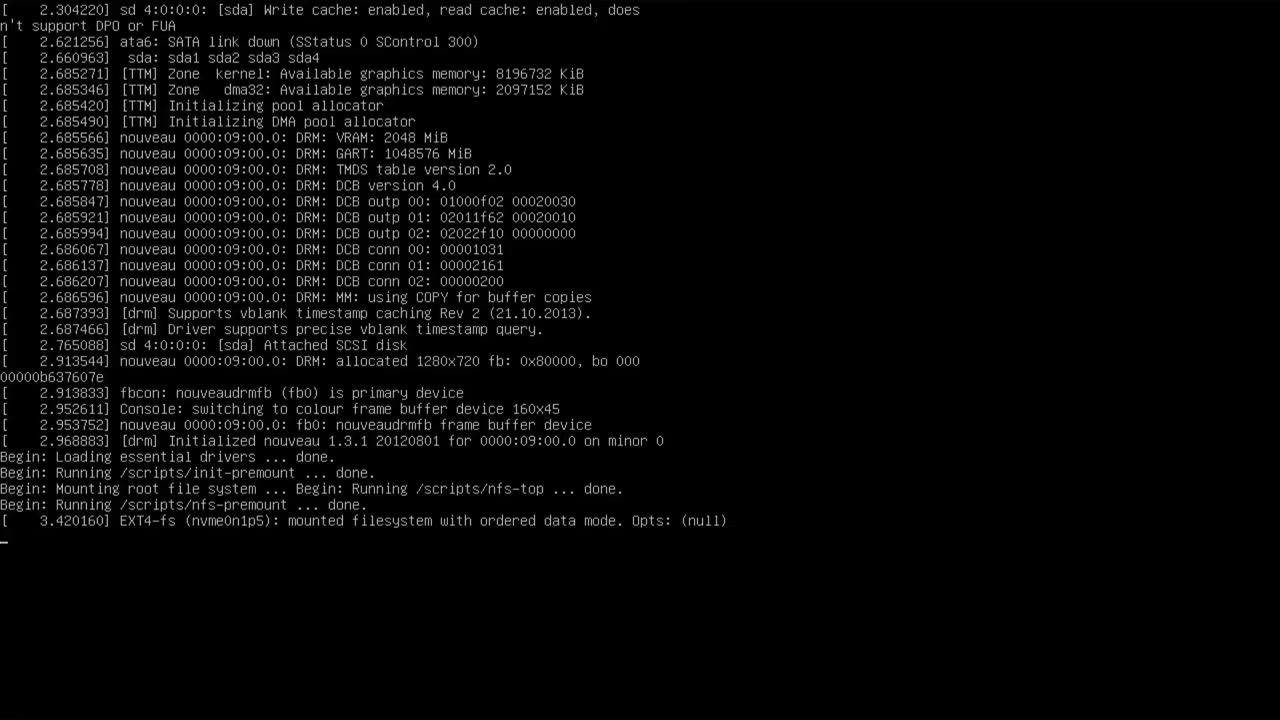 [    2.304220] sd 4:0:0:0: [sda] Write cache: enabled, read cache: enabled, does
n't support DPO or FUA
[    2.621256] ata6: SATA link down (SStatus 0 SControl 300)
[    2.660963]  sda: sda1 sda2 sda3 sda4
[    2.685271] [TTM] Zone  kernel: Available graphics memory: 8196732 KiB
[    2.685346] [TTM] Zone   dma32: Available graphics memory: 2097152 KiB
[    2.685420] [TTM] Initializing pool allocator
[    2.685490] [TTM] Initializing DMA pool allocator
[    2.685566] nouveau 0000:09:00.0: DRM: VRAM: 2048 MiB
[    2.685635] nouveau 0000:09:00.0: DRM: GART: 1048576 MiB
[    2.685708] nouveau 0000:09:00.0: DRM: TMDS table version 2.0
[    2.685778] nouveau 0000:09:00.0: DRM: DCB version 4.0
[    2.685847] nouveau 0000:09:00.0: DRM: DCB outp 00: 01000f02 00020030
[    2.685921] nouveau 0000:09:00.0: DRM: DCB outp 01: 02011f62 00020010
[    2.685994] nouveau 0000:09:00.0: DRM: DCB outp 02: 02022f10 00000000
[    2.686067] nouveau 0000:09:00.0: DRM: DCB conn 00: 00001031
[    2.686137] nouveau 0000:09:00.0: DRM: DCB conn 01: 00002161
[    2.686207] nouveau 0000:09:00.0: DRM: DCB conn 02: 00000200
[    2.686596] nouveau 0000:09:00.0: DRM: MM: using COPY for buffer copies
[    2.687393] [drm] Supports vblank timestamp caching Rev 2 (21.10.2013).
[    2.687466] [drm] Driver supports precise vblank timestamp query.
[    2.765088] sd 4:0:0:0: [sda] Attached SCSI disk
[    2.913544] nouveau 0000:09:00.0: DRM: allocated 1280x720 fb: 0x80000, bo 000
00000b637607e
[    2.913833] fbcon: nouveaudrmfb (fb0) is primary device
[    2.952611] Console: switching to colour frame buffer device 160x45
[    2.953752] nouveau 0000:09:00.0: fb0: nouveaudrmfb frame buffer device
[    2.968883] [drm] Initialized nouveau 1.3.1 20120801 for 0000:09:00.0 on minor 0
Begin: Loading essential drivers ... done.
Begin: Running /scripts/init-premount ... done.
Begin: Mounting root file system ... Begin: Running /scripts/nfs-top ... done.
Begin: Running /scripts/nfs-premount ... done.
[    3.420160] EXT4-fs (nvme0n1p5): mounted filesystem with ordered data mode. Opts: (null)